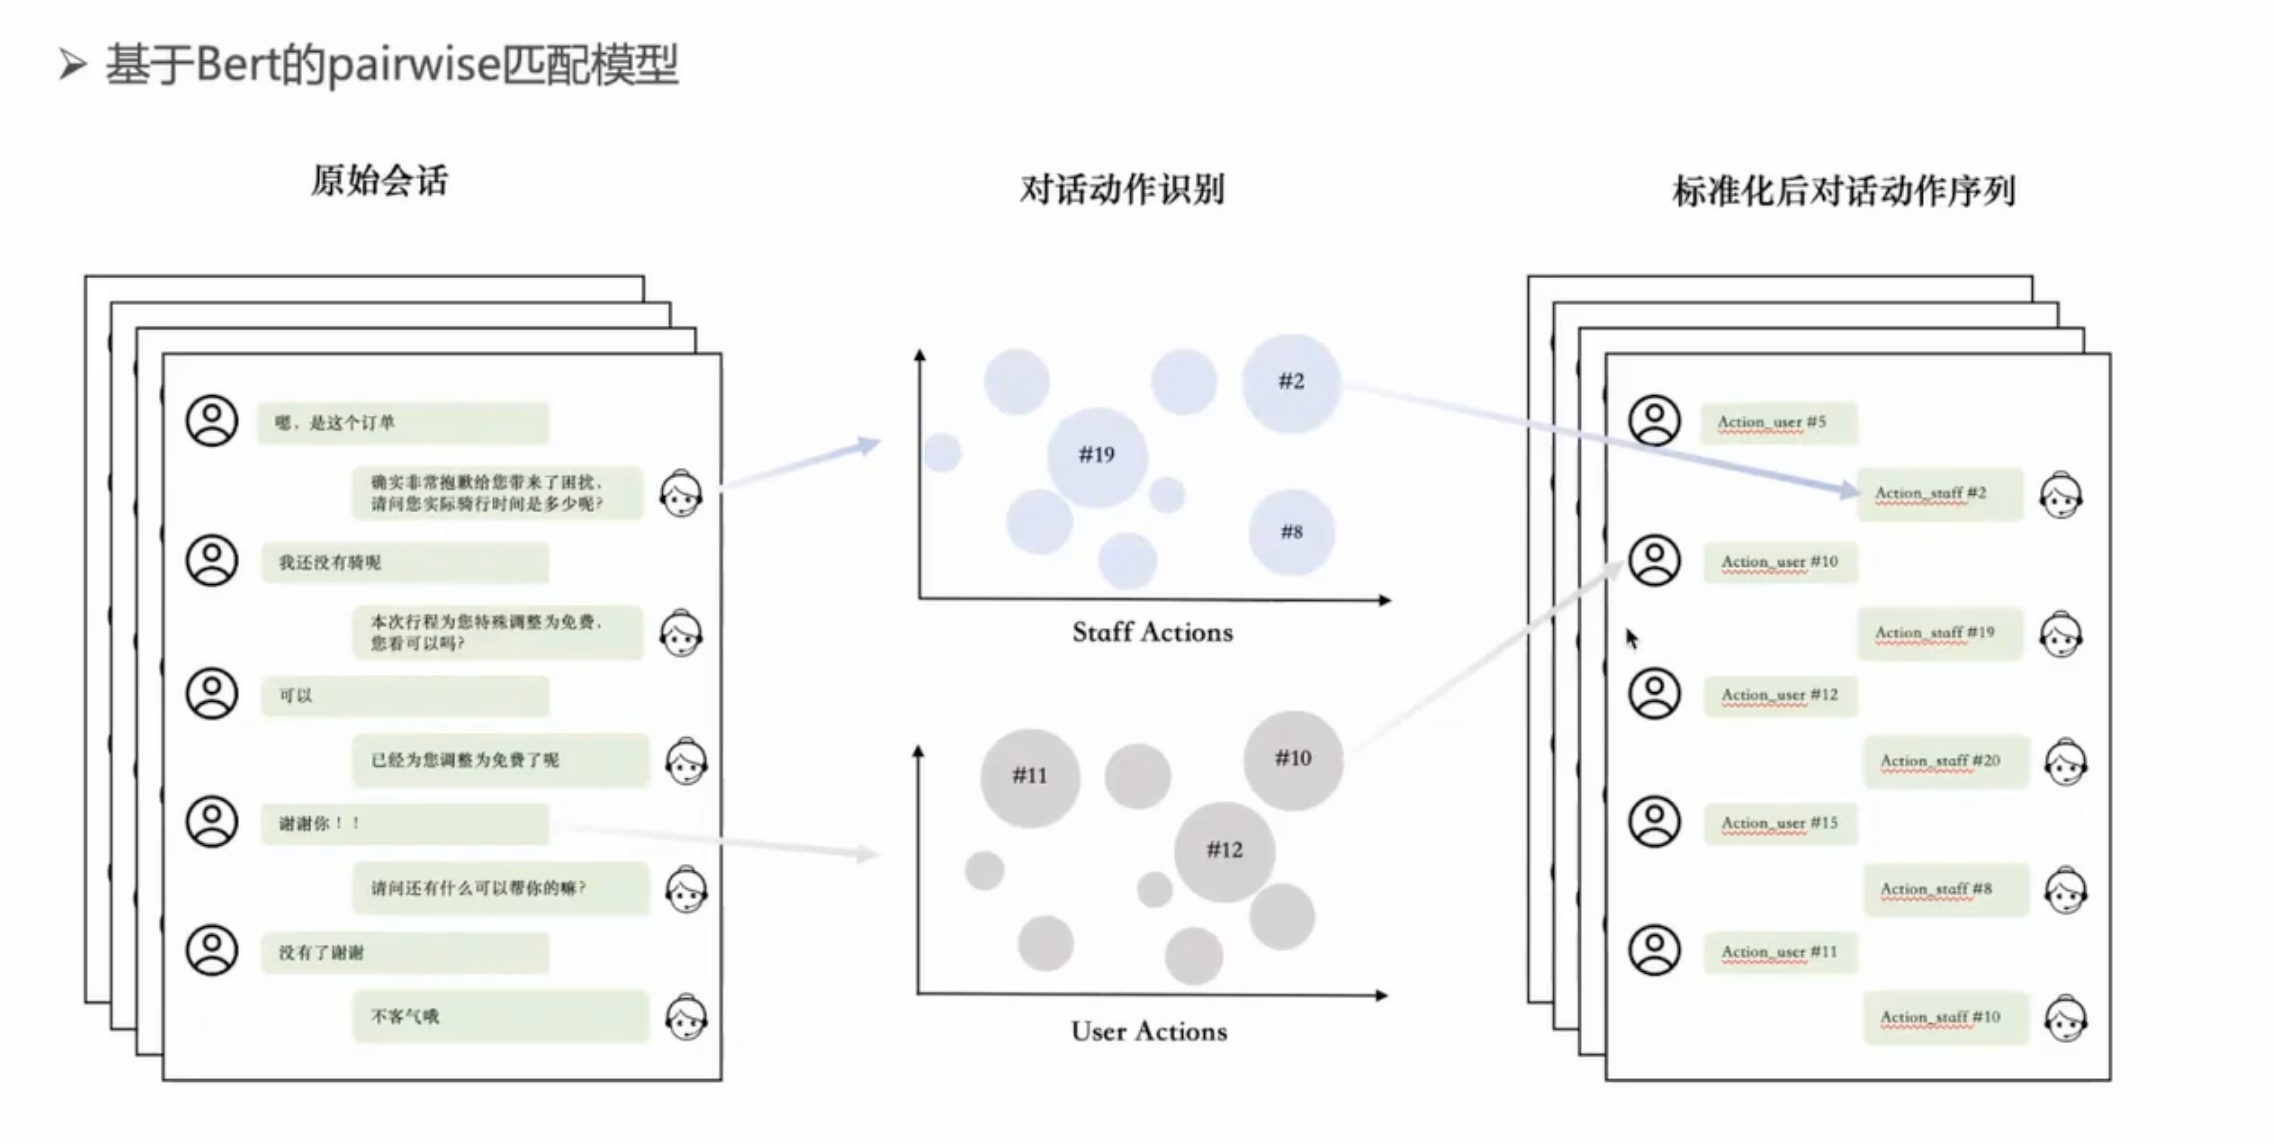 基于Bert的pairwise匹配模型
原始会话
嗯，是这个订单
确实非常抱歉给您带来了困扰，
请问您实际骑行时间是多少呢?
我还没有骑呢
本次行程为您特殊调整为免费，
您看可以吗?
可以
已经为您调整为免费了呢
谢谢你！！
请问还有什么可以帮你的嘛?
没有了谢谢
不客气哦
对话动作识别
#2
#19
#8
Staff Actions
#10
#11
#12
User Actions
标准化后对话动作序列
Action_user #5
Action_staff #2
Action_user #10
Action_staff #19
Action_user #12
Action_staff #20
Action_user #15
Action_staff #8
Action_user #11
Action_staff #10